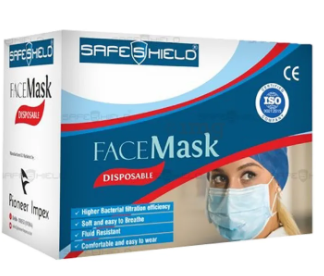 SAFESHIELD®
FACEMask
DISPOSABLE
Pioneer Impex
SAFESHIELD®
CE
ISO
FACEMask
DISPOSABLE
✓ Higher Bacterial filtration efficiency
✓ Soft and easy to Breathe
✓ Fluid Resistant
✓ Comfortable and easy to wear